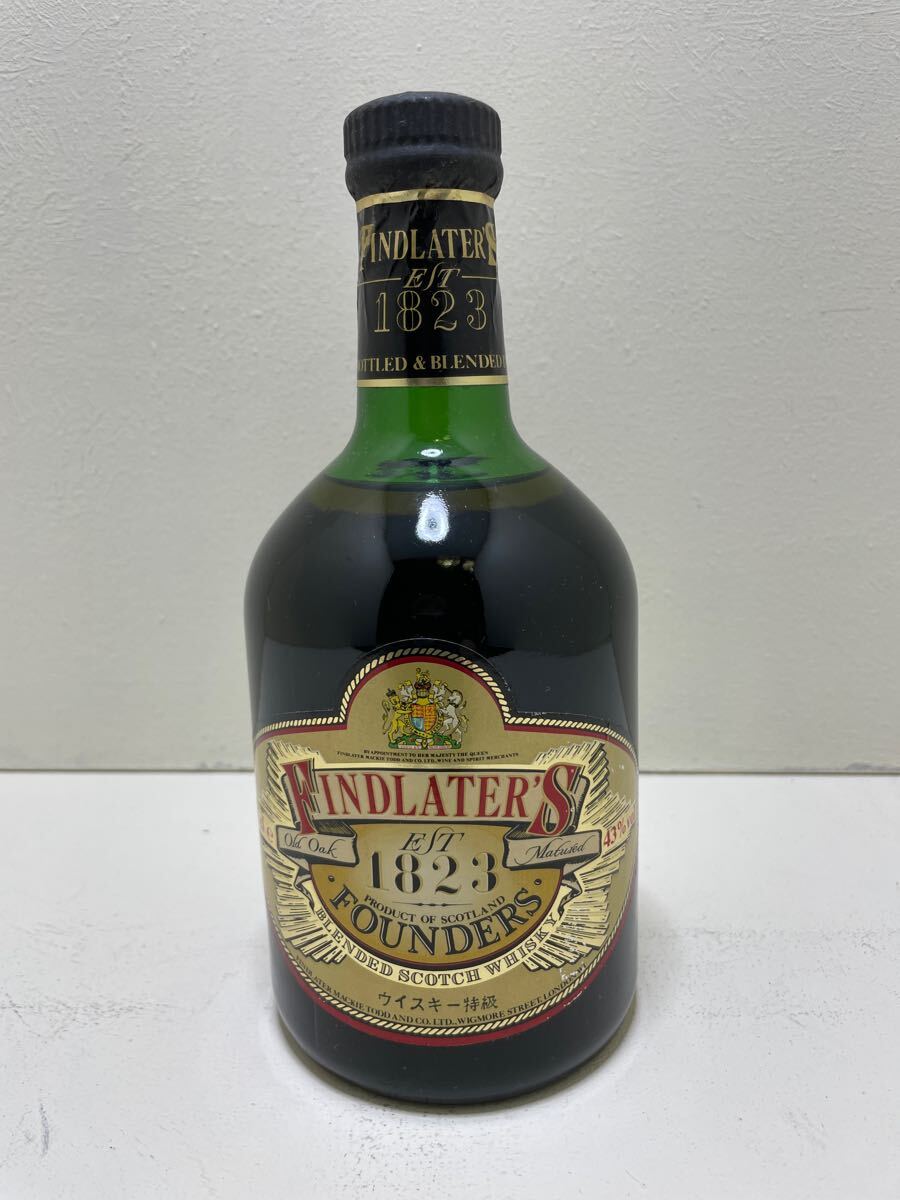 FINDLATER'S
EST
1823
BOTTLED & BLENDED
BY APPOINTMENT TO HER MAJESTY THE QUEEN
FINDLATER MACKIE TODD AND CO. LTD., WINE AND SPIRIT MERCHANTS
FINDLATER'S
Old Oak
EST
Matured
e
43% vol
1823
PRODUCT OF SCOTLAND
FOUNDERS
BLENDED SCOTCH WHISKY
ウイスキー特級
FINDLATER MACKIE TODD AND CO. LTD., WIGMORE STREET, LONDON